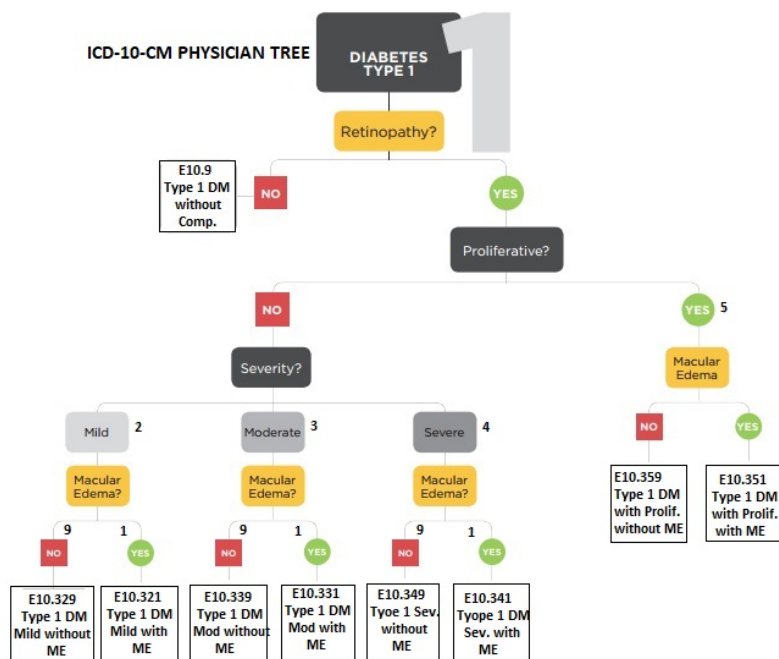 ICD-10-CM PHYSICIAN TREE
1
DIABETES
TYPE 1
Retinopathy?
E10.9
Type 1 DM
without
Comp.
NO
YES
Proliferative?
NO
YES 5
Severity?
Macular
Edema
Mild 2
Moderate 3
Severe 4
NO
YES
Macular
Edema?
Macular
Edema?
Macular
Edema?
E10.359
Type 1 DM
with Prolif.
without ME
E10.351
Type 1 DM
with Prolif.
with ME
9
NO
1
YES
9
NO
1
YES
9
NO
1
YES
E10.329
Type 1 DM
Mild without
ME
E10.321
Type 1 DM
Mild with
ME
E10.339
Type 1 DM
Mod without
ME
E10.331
Type 1 DM
Mod with
ME
E10.349
Tyoe 1 Sev.
without
ME
E10.341
Tyope 1 DM
Sev. with
ME